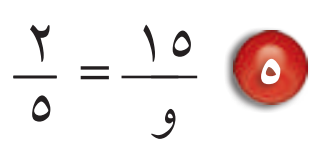 ٥ ١٥/و = ٢/٥